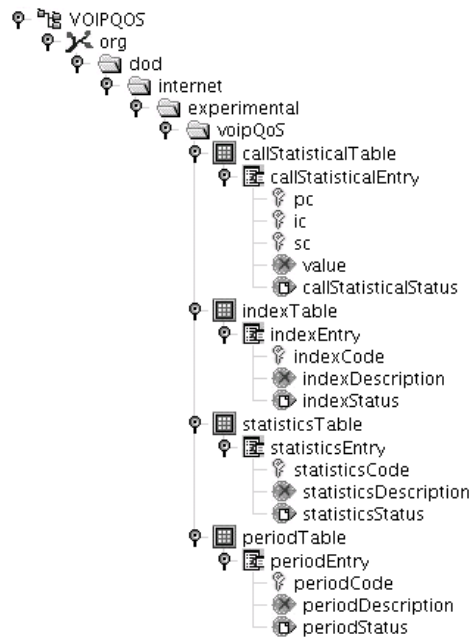 VOIPQOS
org
dod
internet
experimental
voipQoS
callStatisticalTable
callStatisticalEntry
pc
ic
sc
value
callStatisticalStatus
indexTable
indexEntry
indexCode
indexDescription
indexStatus
statisticsTable
statisticsEntry
statisticsCode
statisticsDescription
statisticsStatus
periodTable
periodEntry
periodCode
periodDescription
periodStatus